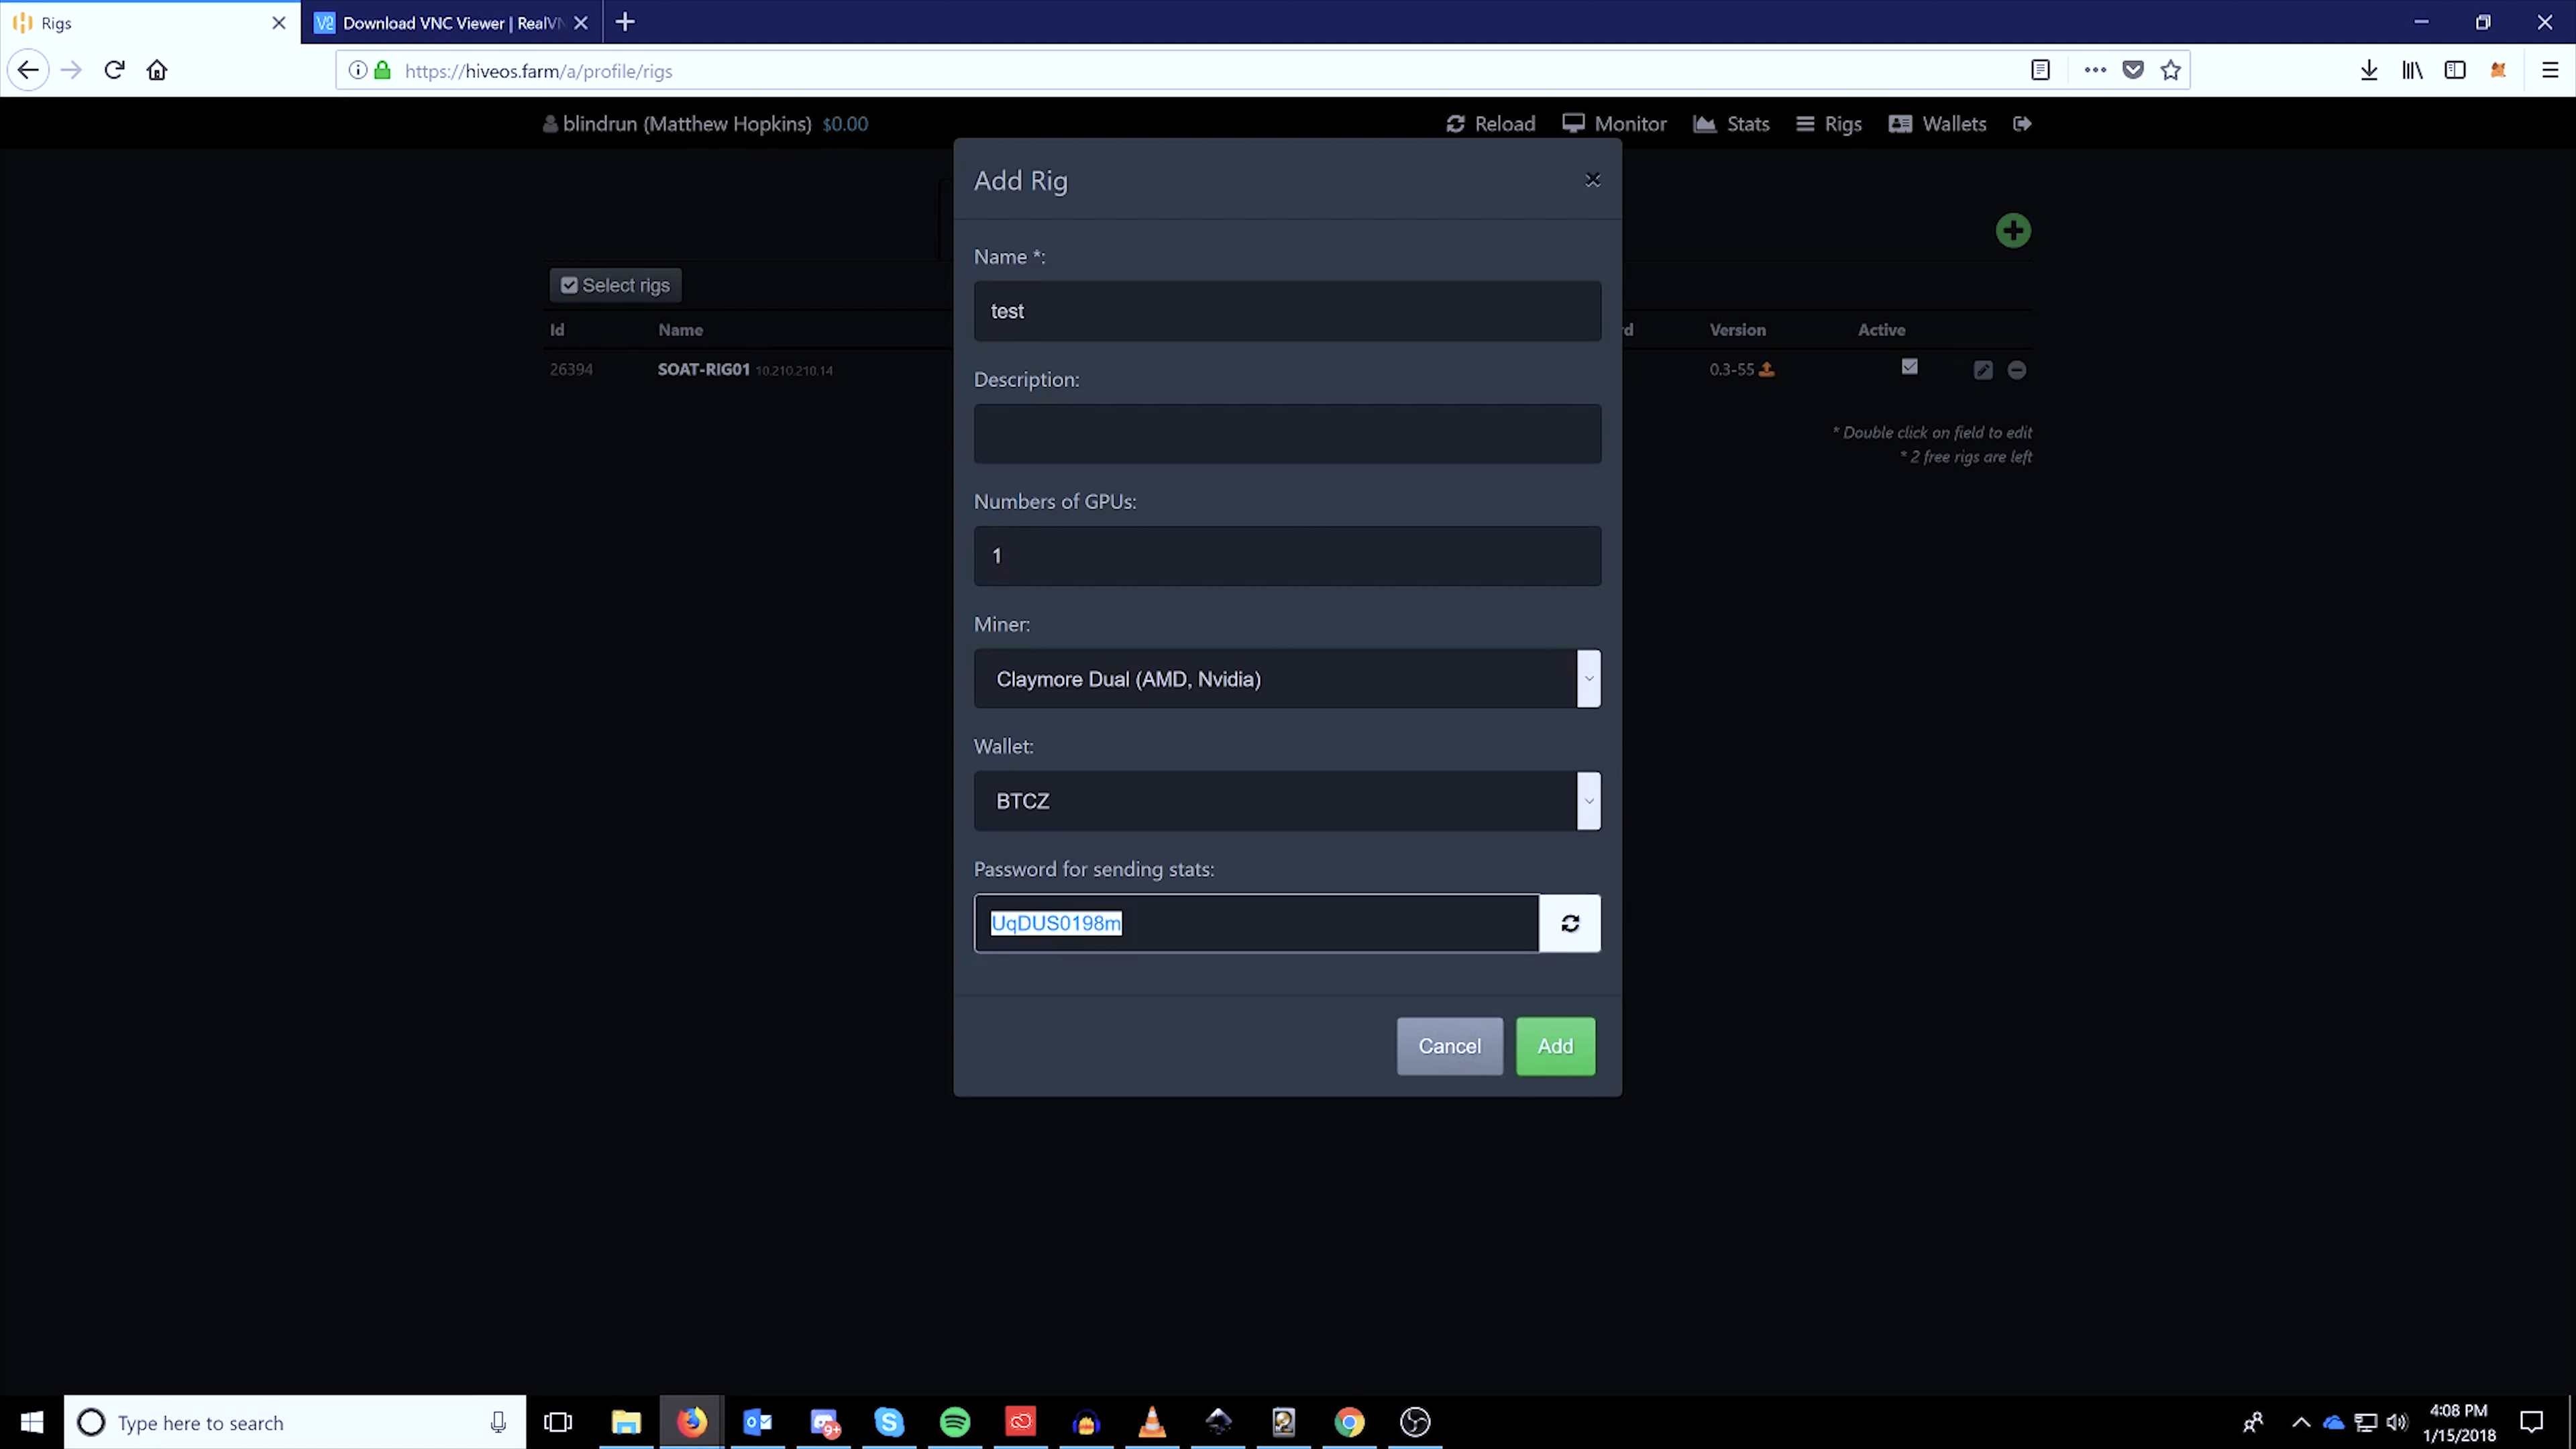 Rigs
Download VNC Viewer | RealVN
https://hiveos.farm/a/profile/rigs
blindrun (Matthew Hopkins) $0.00
Reload Monitor Stats Rigs Wallets
Add Rig
Name *:
test
Select rigs
Id Name d Version Active
26394 SOAT-RIG01 10.210.210.14 0.3-55
Description:
* Double click on field to edit
* 2 free rigs are left
Numbers of GPUs:
1
Miner:
Claymore Dual (AMD, Nvidia)
Wallet:
BTCZ
Password for sending stats:
UqDUS0198m
Cancel Add
Type here to search
9+
4:08 PM
1/15/2018